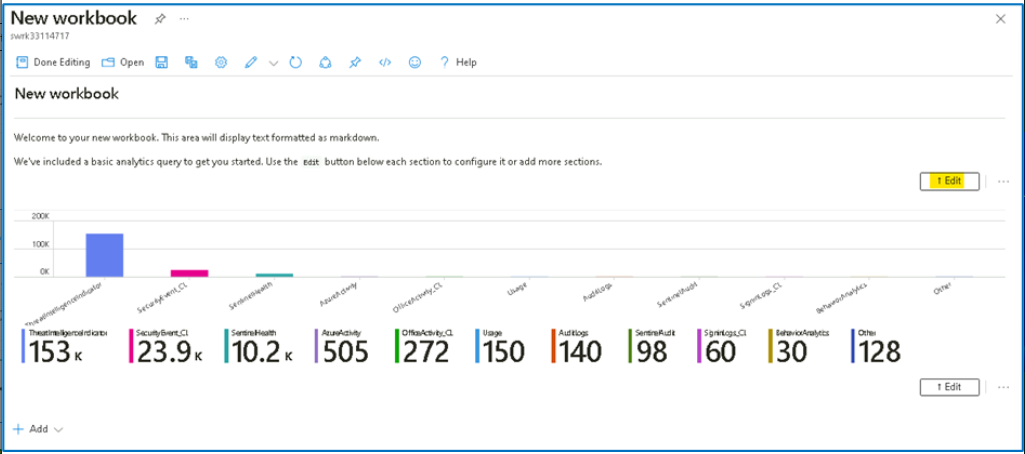 New workbook
swrk33114717
Done Editing Open Help
New workbook
Welcome to your new workbook. This area will display text formatted as markdown.
We've included a basic analytics query to get you started. Use the Edit button below each section to configure it or add more sections.
↑ Edit
200K
100K
0K
ThreatIntelligenceIndicator SecurityEvent_CL SentinelHealth AzureActivity OfficeActivity_CL Usage AuditLogs SentinelAudit SigninLogs_CL BehaviorAnalytics Other
ThreatIntelligenceIndicator SecurityEvent_CL SentinelHealth AzureActivity OfficeActivity_CL Usage AuditLogs SentinelAudit SigninLogs_CL BehaviorAnalytics Other
153 K 23.9 K 10.2 K 505 272 150 140 98 60 30 128
↑ Edit
Add